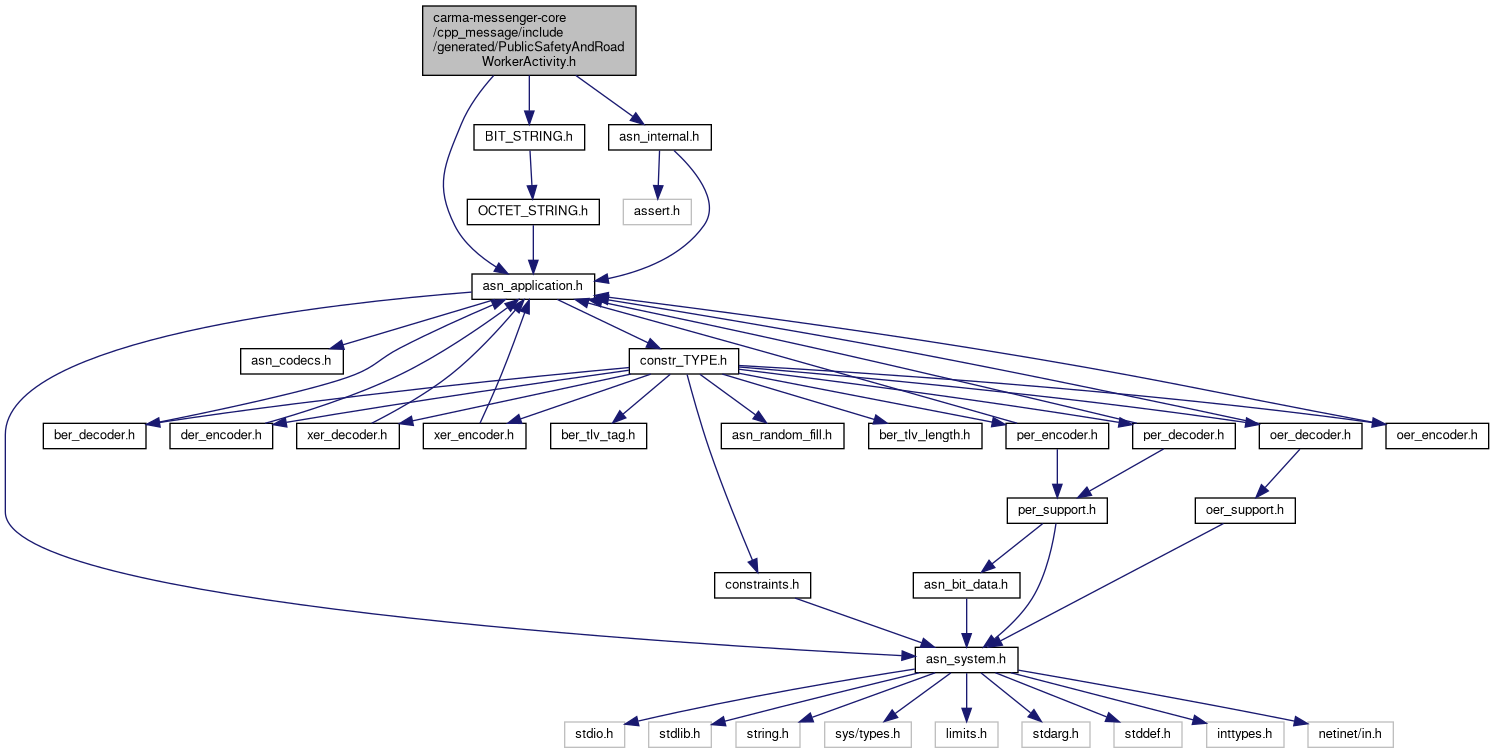 carma-messenger-core
/cpp_message/include
/generated/PublicSafetyAndRoad
WorkerActivity.h
BIT_STRING.h
asn_internal.h
OCTET_STRING.h
assert.h
asn_application.h
asn_codecs.h
constr_TYPE.h
ber_decoder.h
der_encoder.h
xer_decoder.h
xer_encoder.h
ber_tlv_tag.h
asn_random_fill.h
ber_tlv_length.h
per_encoder.h
per_decoder.h
oer_decoder.h
oer_encoder.h
per_support.h
oer_support.h
constraints.h
asn_bit_data.h
asn_system.h
stdio.h
stdlib.h
string.h
sys/types.h
limits.h
stdarg.h
stddef.h
inttypes.h
netinet/in.h